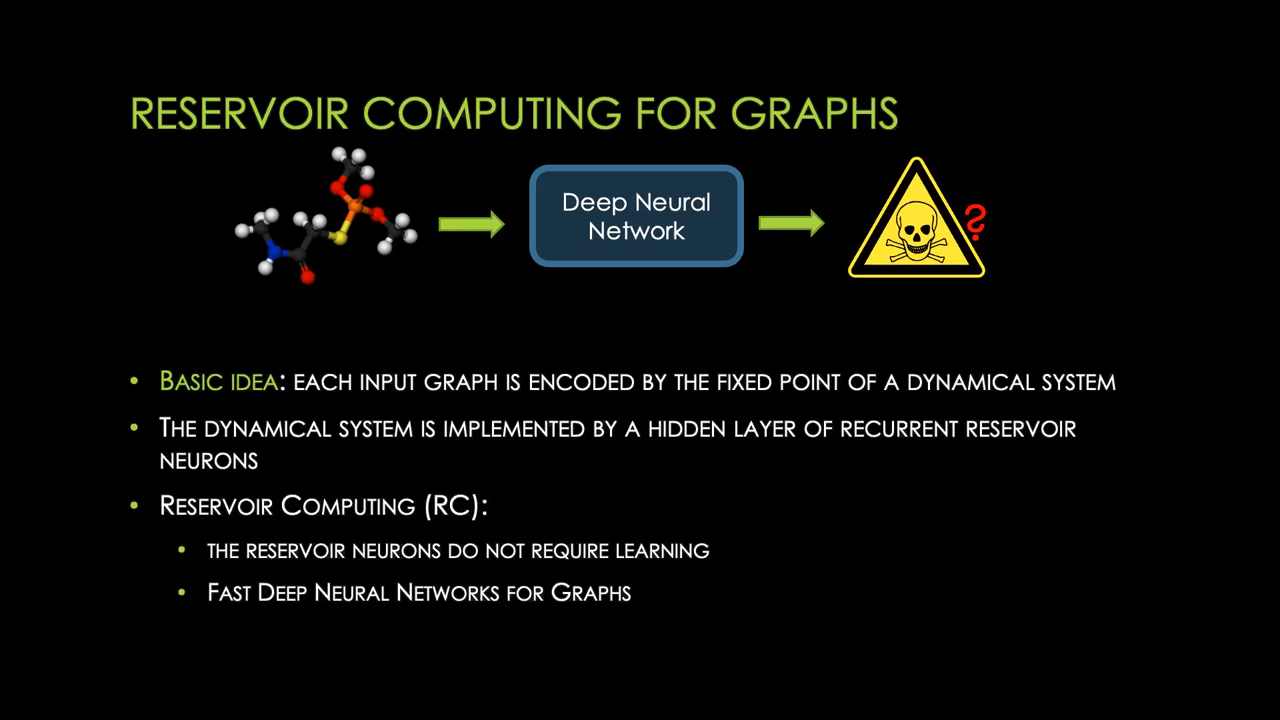 RESERVOIR COMPUTING FOR GRAPHS
Deep Neural
Network
?
• BASIC IDEA: EACH INPUT GRAPH IS ENCODED BY THE FIXED POINT OF A DYNAMICAL SYSTEM
• THE DYNAMICAL SYSTEM IS IMPLEMENTED BY A HIDDEN LAYER OF RECURRENT RESERVOIR
NEURONS
• RESERVOIR COMPUTING (RC):
• THE RESERVOIR NEURONS DO NOT REQUIRE LEARNING
• FAST DEEP NEURAL NETWORKS FOR GRAPHS